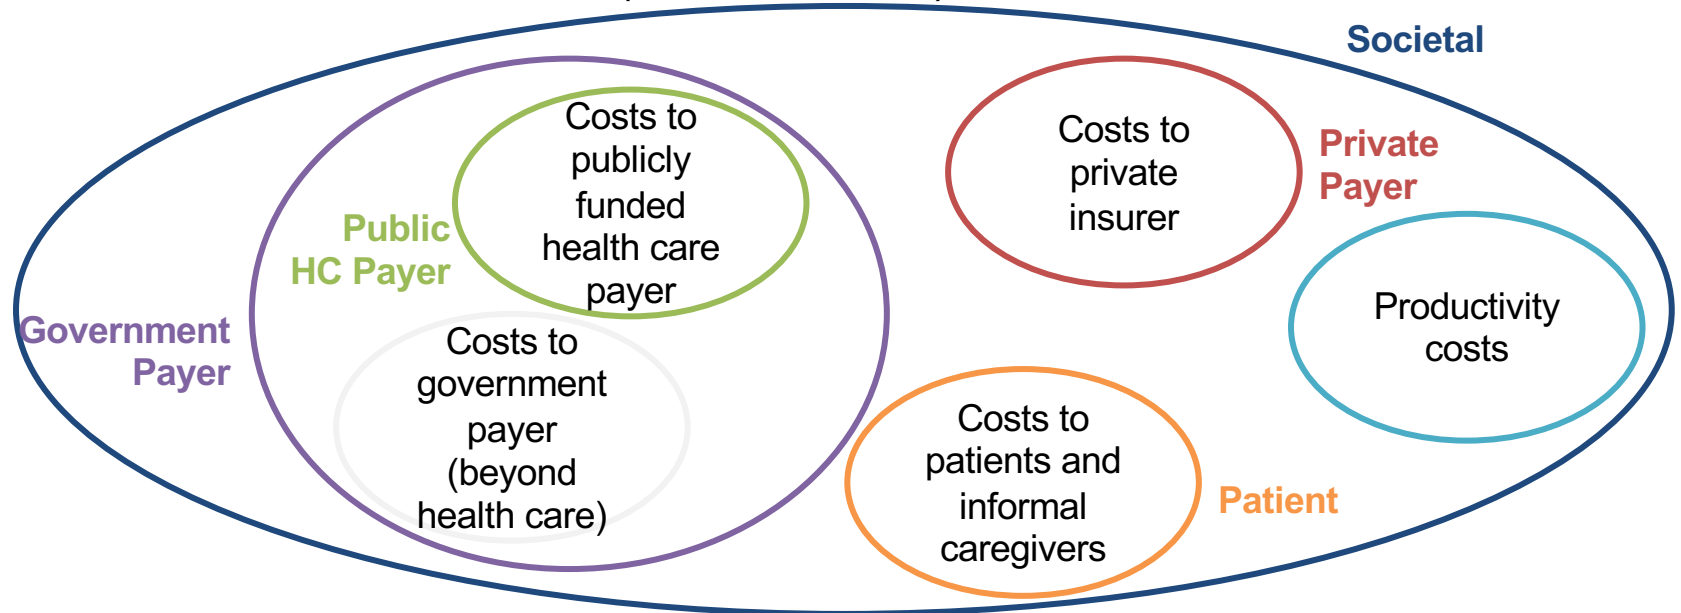 Societal
Costs to
publicly
funded
health care
payer
Public
HC Payer
Government
Payer
Costs to
government
payer
(beyond
health care)
Costs to
private
insurer
Private
Payer
Productivity
costs
Costs to
patients and
informal
caregivers
Patient